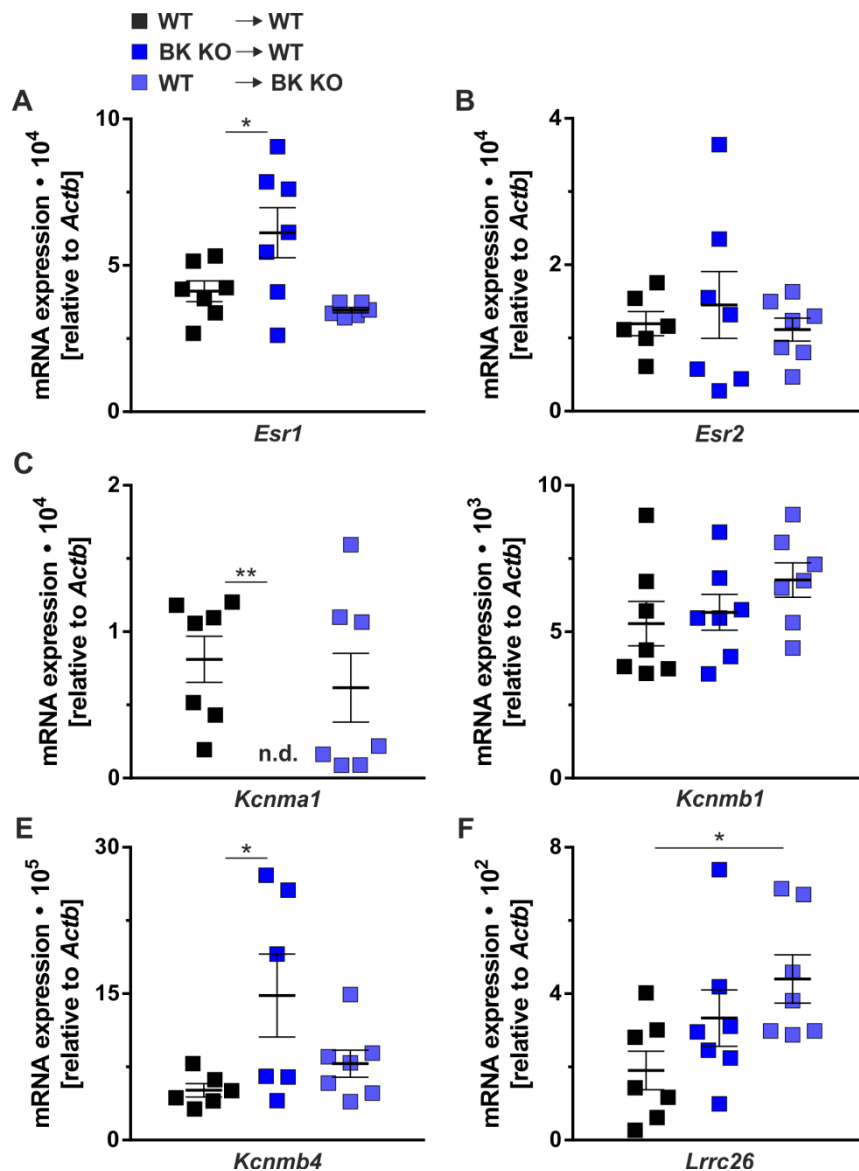 WT → WT
BK KO → WT
WT → BK KO
A
mRNA expression • 10⁴
[relative to Actb]
10
5
0
*
Esr1
B
mRNA expression • 10⁴
[relative to Actb]
4
2
0
Esr2
C
mRNA expression • 10⁴
[relative to Actb]
2
1
0
**
n.d.
Kcnma1
mRNA expression • 10³
[relative to Actb]
10
5
0
Kcnmb1
E
mRNA expression • 10⁵
[relative to Actb]
30
15
0
*
Kcnmb4
F
mRNA expression • 10²
[relative to Actb]
8
4
0
*
Lrrc26